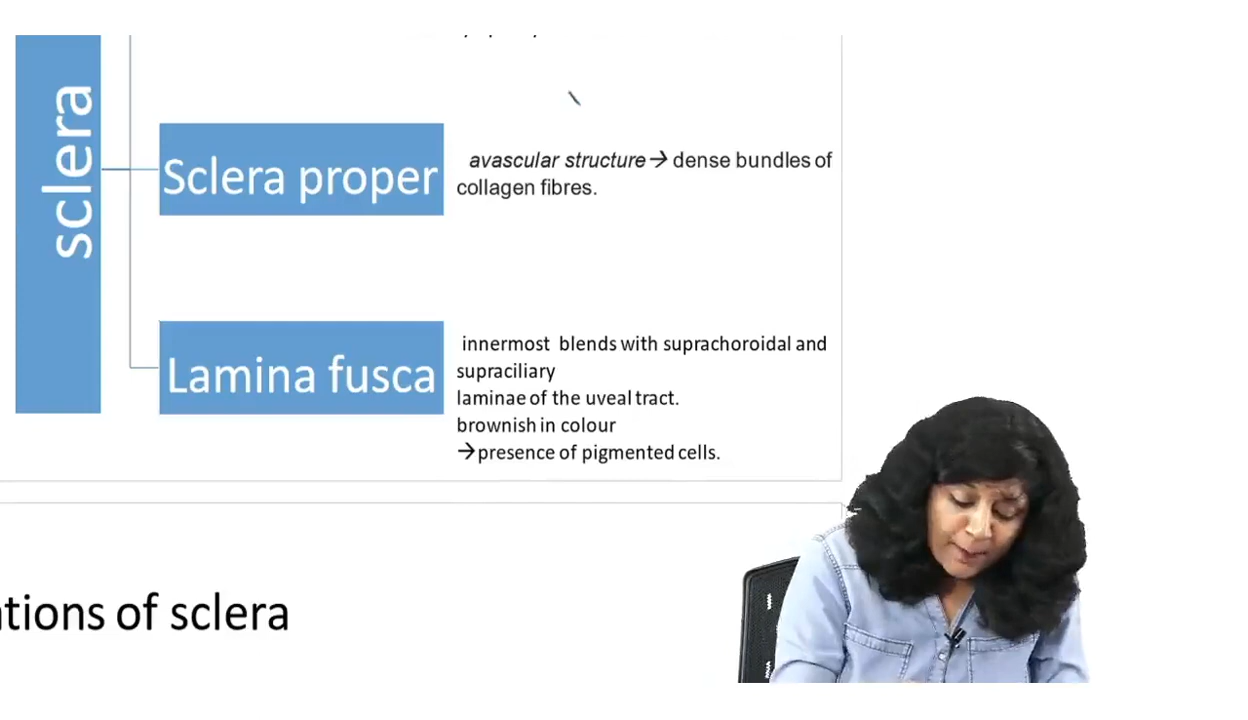 sclera
Sclera proper
avascular structure → dense bundles of
collagen fibres.
Lamina fusca
innermost blends with suprachoroidal and
supraciliary
laminae of the uveal tract.
brownish in colour
→presence of pigmented cells.
of sclera